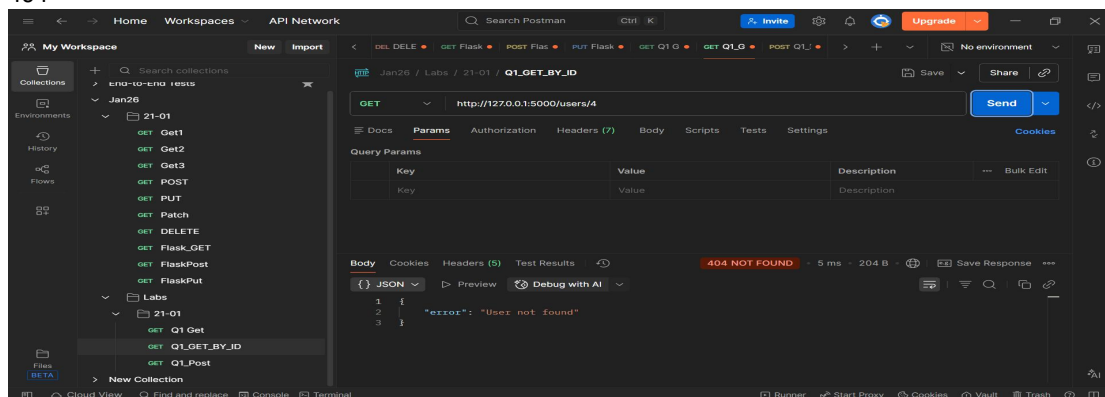 Home Workspaces API Network Search Postman Ctrl K Invite Upgrade
My Workspace New Import DEL DELE GET Flask POST Flas PUT Flask GET Q1 G GET Q1_G POST Q1_: No environment
Collections
Search collections
End-to-End Tests
Jan26 / Labs / 21-01 / Q1_GET_BY_ID Save Share
Environments
Jan26
21-01
GET http://127.0.0.1:5000/users/4 Send
History
GET Get1
GET Get2
GET Get3
Docs Params Authorization Headers (7) Body Scripts Tests Settings Cookies
Flows
GET POST
GET PUT
GET Patch
GET DELETE
GET Flask_GET
GET FlaskPost
GET FlaskPut
Query Params
Key Value Description Bulk Edit
Key Value Description
Labs
21-01
GET Q1 Get
GET Q1_GET_BY_ID
GET Q1_Post
New Collection
Files
BETA
Body Cookies Headers (5) Test Results 404 NOT FOUND 5 ms 204 B Save Response
{ } JSON Preview Debug with AI
1 {
2 "error": "User not found"
3 }
AI
Cloud View Find and replace Console Terminal Runner Start Proxy Cookies Vault Trash